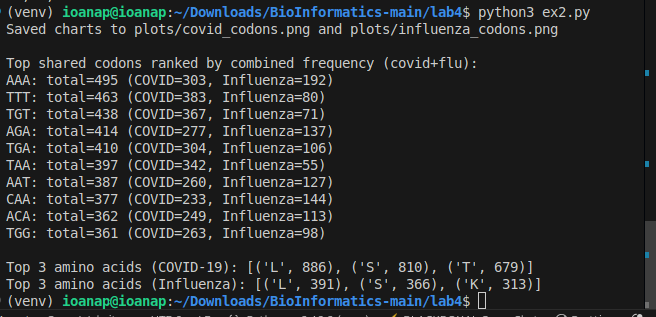 (venv) ioanap@ioanap:~/Downloads/BioInformatics-main/lab4$ python3 ex2.py
Saved charts to plots/covid_codons.png and plots/influenza_codons.png
Top shared codons ranked by combined frequency (covid+flu):
AAA: total=495 (COVID=303, Influenza=192)
TTT: total=463 (COVID=383, Influenza=80)
TGT: total=438 (COVID=367, Influenza=71)
AGA: total=414 (COVID=277, Influenza=137)
TGA: total=410 (COVID=304, Influenza=106)
TAA: total=397 (COVID=342, Influenza=55)
AAT: total=387 (COVID=260, Influenza=127)
CAA: total=377 (COVID=233, Influenza=144)
ACA: total=362 (COVID=249, Influenza=113)
TGG: total=361 (COVID=263, Influenza=98)
Top 3 amino acids (COVID-19): [('L', 886), ('S', 810), ('T', 679)]
Top 3 amino acids (Influenza): [('L', 391), ('S', 366), ('K', 313)]
(venv) ioanap@ioanap:~/Downloads/BioInformatics-main/lab4$